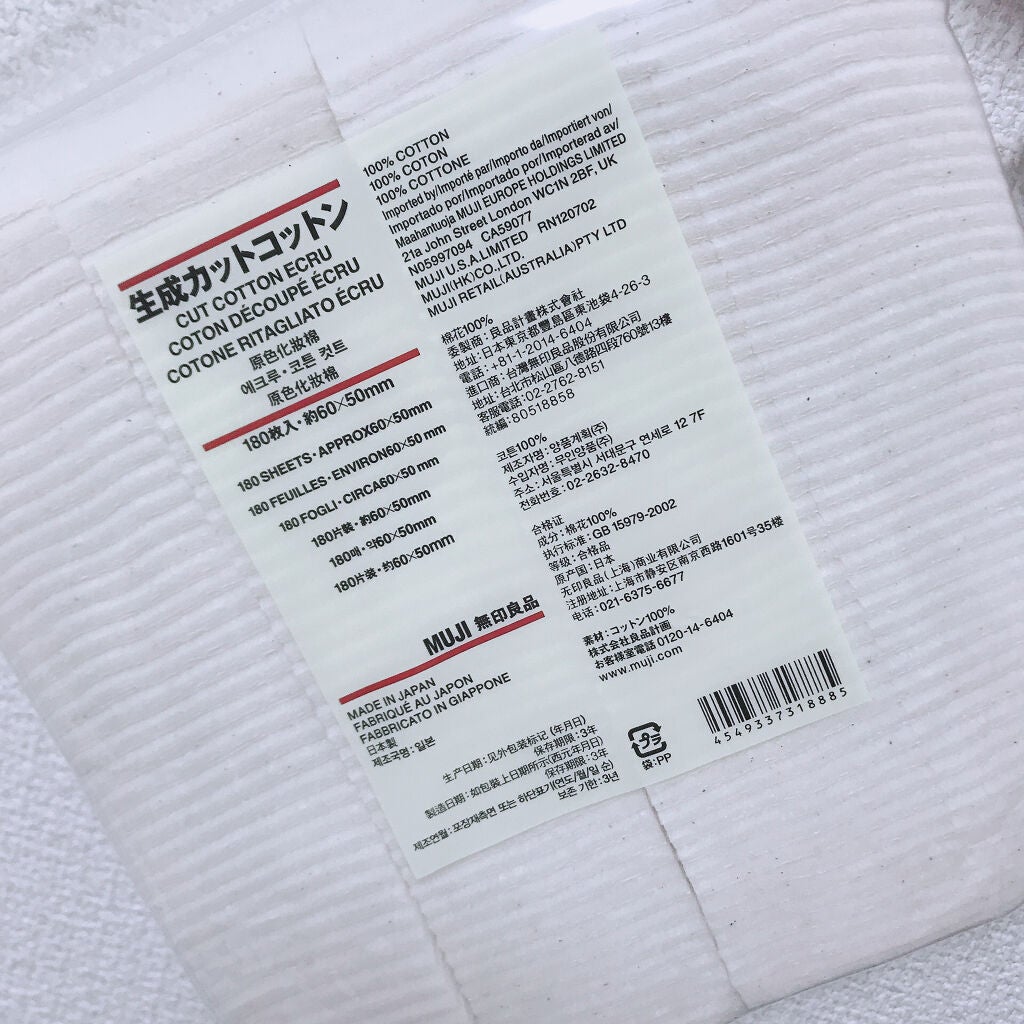 生成カットコットン
CUT COTTON ECRU
COTON DÉCOUPÉ ÉCRU
COTONE RITAGLIATO ÉCRU
原色化妝棉
에크루・코튼 컷트
原色化妆棉
180枚入・約60×50mm
180 SHEETS・APPROX60×50mm
180 FEUILLES・ENVIRON60×50 mm
180 FOGLI・CIRCA60×50 mm
180片裝・約60×50mm
180매・약60×50mm
180片装・约60×50mm
MUJI 無印良品
MADE IN JAPAN
FABRIQUÉ AU JAPON
FABBRICATO IN GIAPPONE
日本製
제조국명：일본
生产日期：见外包装标记 (年月日)
保存期限：3年
製造日期：如包裝上日期所示(西元年月日)
保存期限：3年
제조연월：포장재측면 또는 하단표기(연도/월/일 순)
보존 기한：3년
100% COTTON
100% COTON
100% COTTONE
Imported by/Importé par/Importo da/Importiert von/
Importado por/Importado por/Importerad av/
Maahantuoja MUJI EUROPE HOLDINGS LIMITED
21a John Street London WC1N 2BF, UK
N05997094 CA59077
MUJI U.S.A.LIMITED RN120702
MUJI(HK)CO.,LTD.
MUJI RETAIL(AUSTRALIA)PTY LTD
棉花100%
委製商：良品計畫株式會社
地址：日本東京都豐島區東池袋4-26-3
電話：+81-1-2014-6404
進口商：台灣無印良品股份有限公司
地址：台北市松山區八德路四段760號13樓
客服電話：02-2762-8151
統編：80518858
코튼100%
제조자명：양품계획(주)
수입자명：무인양품(주)
주소：서울특별시 서대문구 연세로 12 7F
전화번호：02-2632-8470
合格证
成分：棉花100%
执行标准：GB 15979-2002
等级：合格品
原产国：日本
无印良品(上海)商业有限公司
注册地址：上海市静安区南京西路1601号35楼
电话：021-6375-6677
素材：コットン100%
株式会社良品計画
お客様室電話 0120-14-6404
www.muji.com
プラ
袋：PP
4549337318885